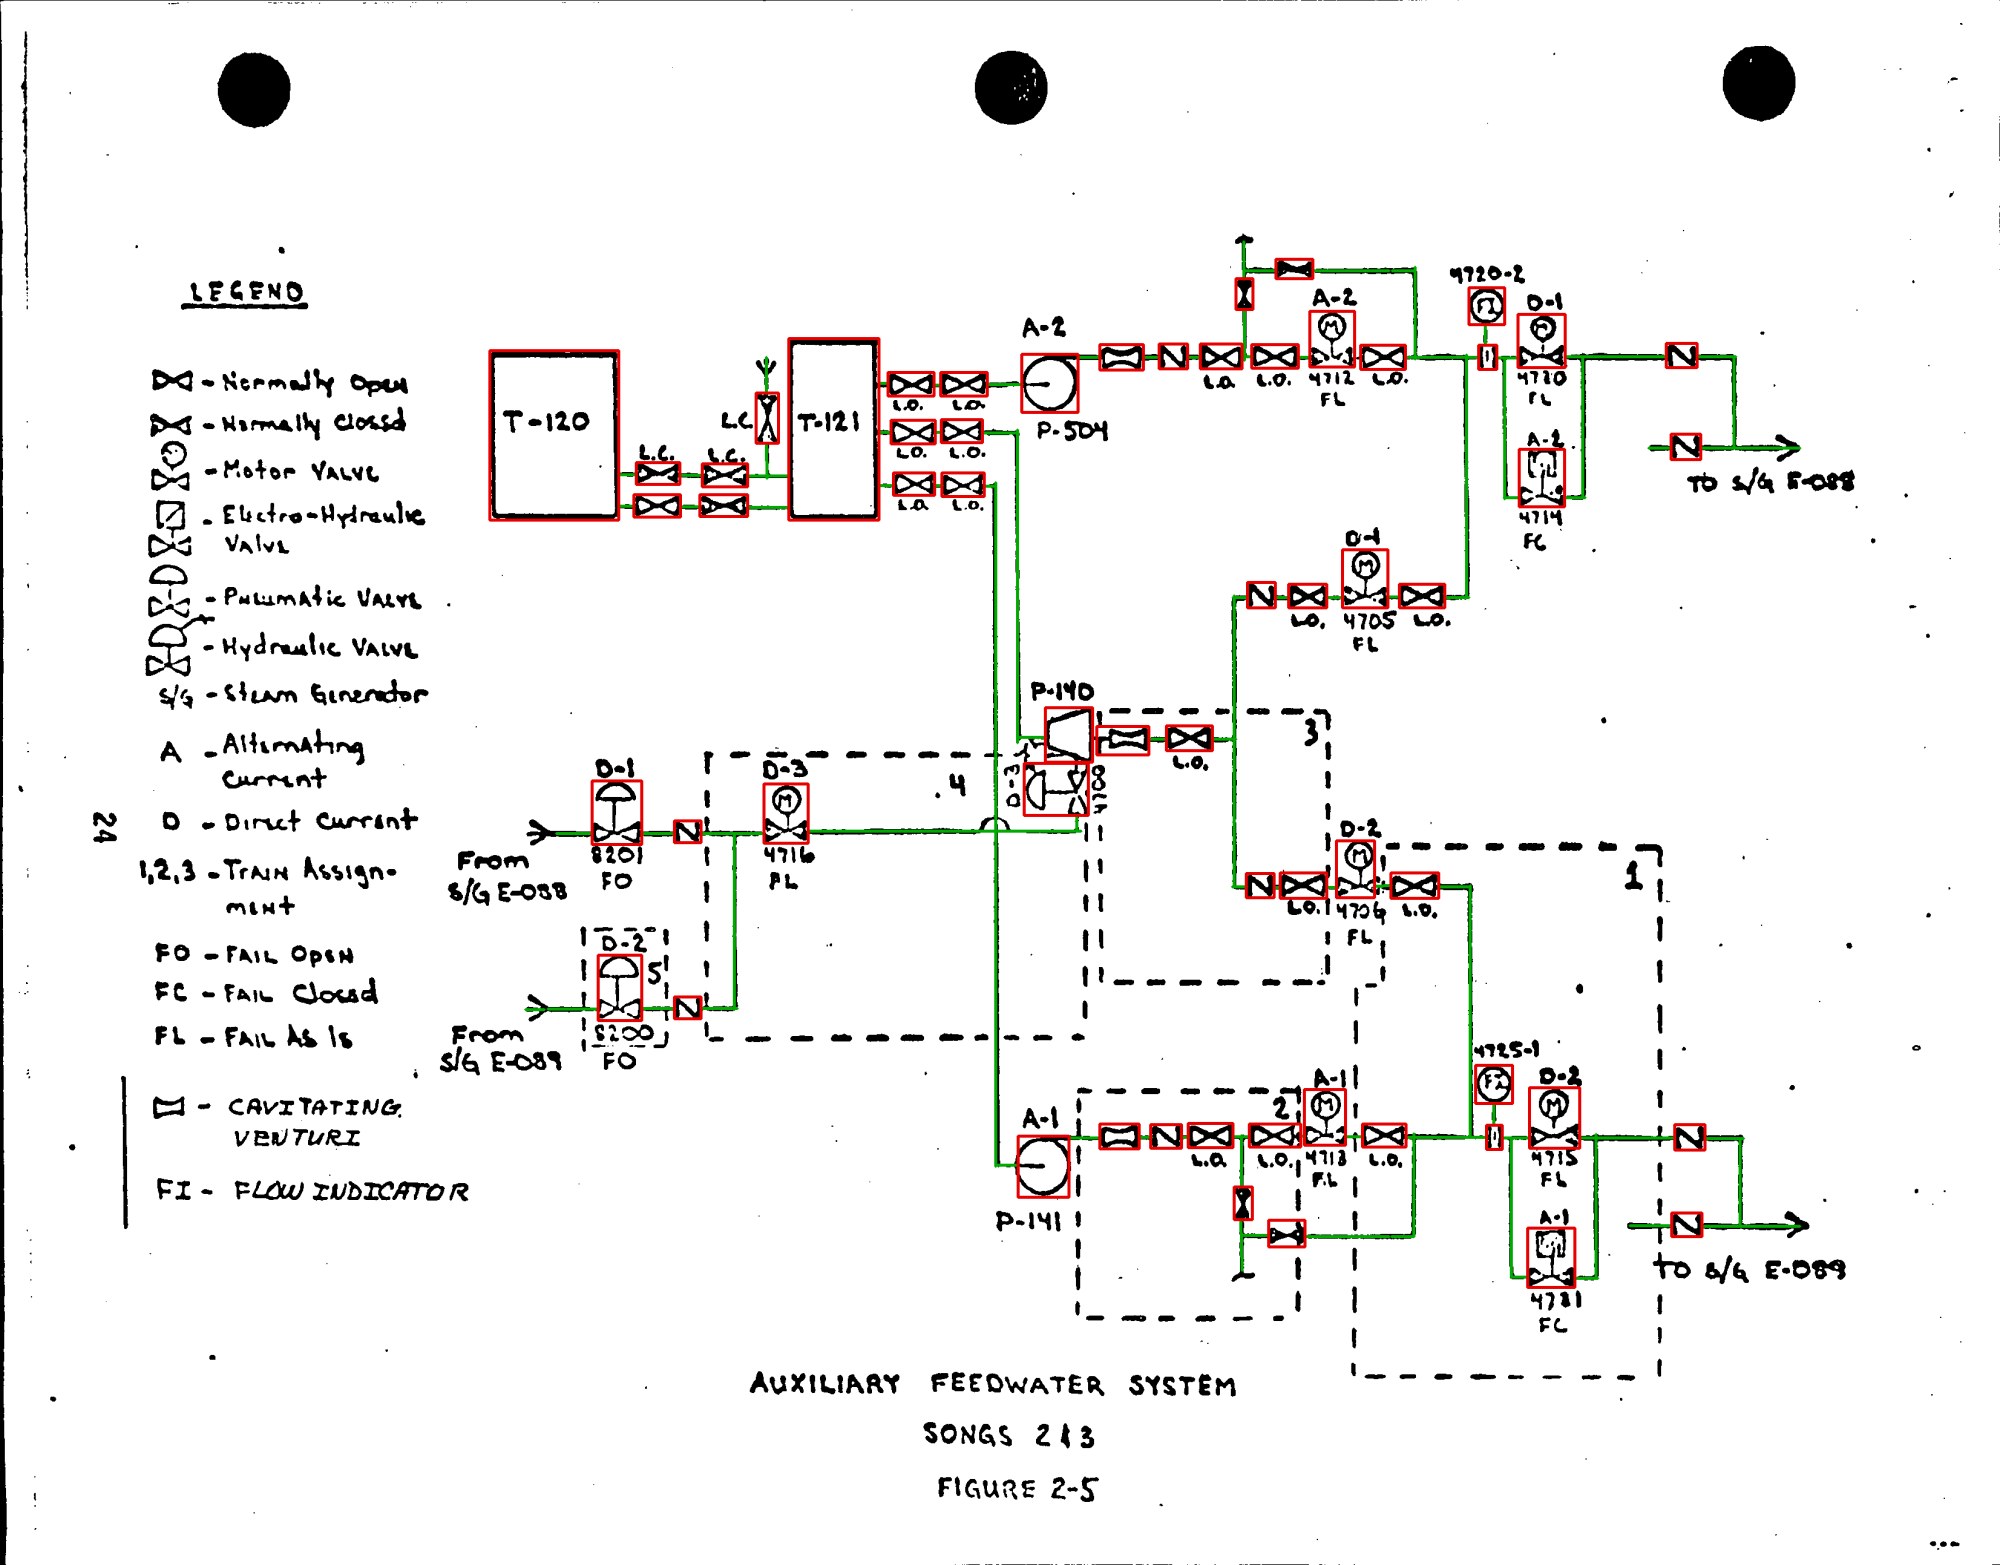 LEGEND
- Normally Open
- Normally Closed
- Motor Valve
- Electro-Hydraulic
Valve
- Pneumatic Valve
- Hydraulic Valve
S/G - Steam Generator
A - Alternating
Current
D - Direct Current
1,2,3 - Train Assign-
ment
FO - Fail Open
FC - Fail Closed
FL - Fail As Is
- CAVITATING
VENTURI
FI - FLOW INDICATOR
24
T-120
T-121
L.C.
L.C.
L.C.
L.O.
L.O.
L.O.
L.O.
L.O.
L.O.
A-2
P-504
L.O.
L.O.
A-2
M
4712
FL
L.O.
4720-2
FI
D-1
M
FL
A-2
4714
FC
TO S/G E-088
D-1
M
L.O.
4705
FL
L.O.
P-140
D-3
4700
L.O.
3
D-1
8201
FO
From
S/G E-088
D-3
M
4716
FL
4
D-2
5
8200
FO
From
S/G E-089
D-2
M
L.O.
4706
FL
L.O.
1
A-1
P-141
L.O.
2
L.O.
A-1
M
4713
FL
L.O.
4725-1
FI
D-2
M
4715
FL
A-1
FC
TO S/G E-089
AUXILIARY FEEDWATER SYSTEM
SONGS 2&3
FIGURE 2-5